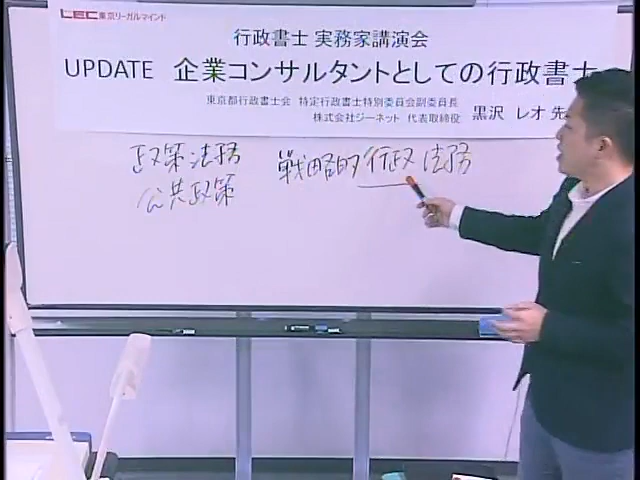 LEC東京リーガルマインド
行政書士 実務家講演会
UPDATE 企業コンサルタントとしての行政書士
東京都行政書士会 特定行政書士特別委員会副委員長
株式会社ジーネット 代表取締役 黒沢 レオ 先
政策法務 戦略的行政法務
公共政策